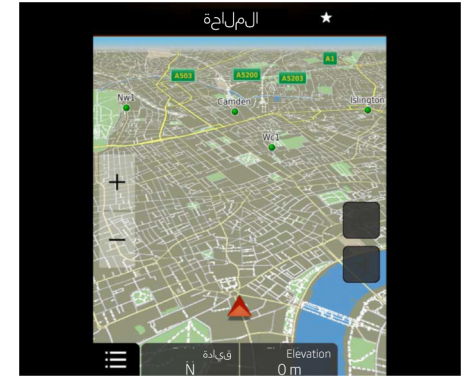 الملاحة
A1
A503
A5200
A5203
Nw1
Camden
Islington
Wc1
+
−
قيادة
Elevation
N
0 m